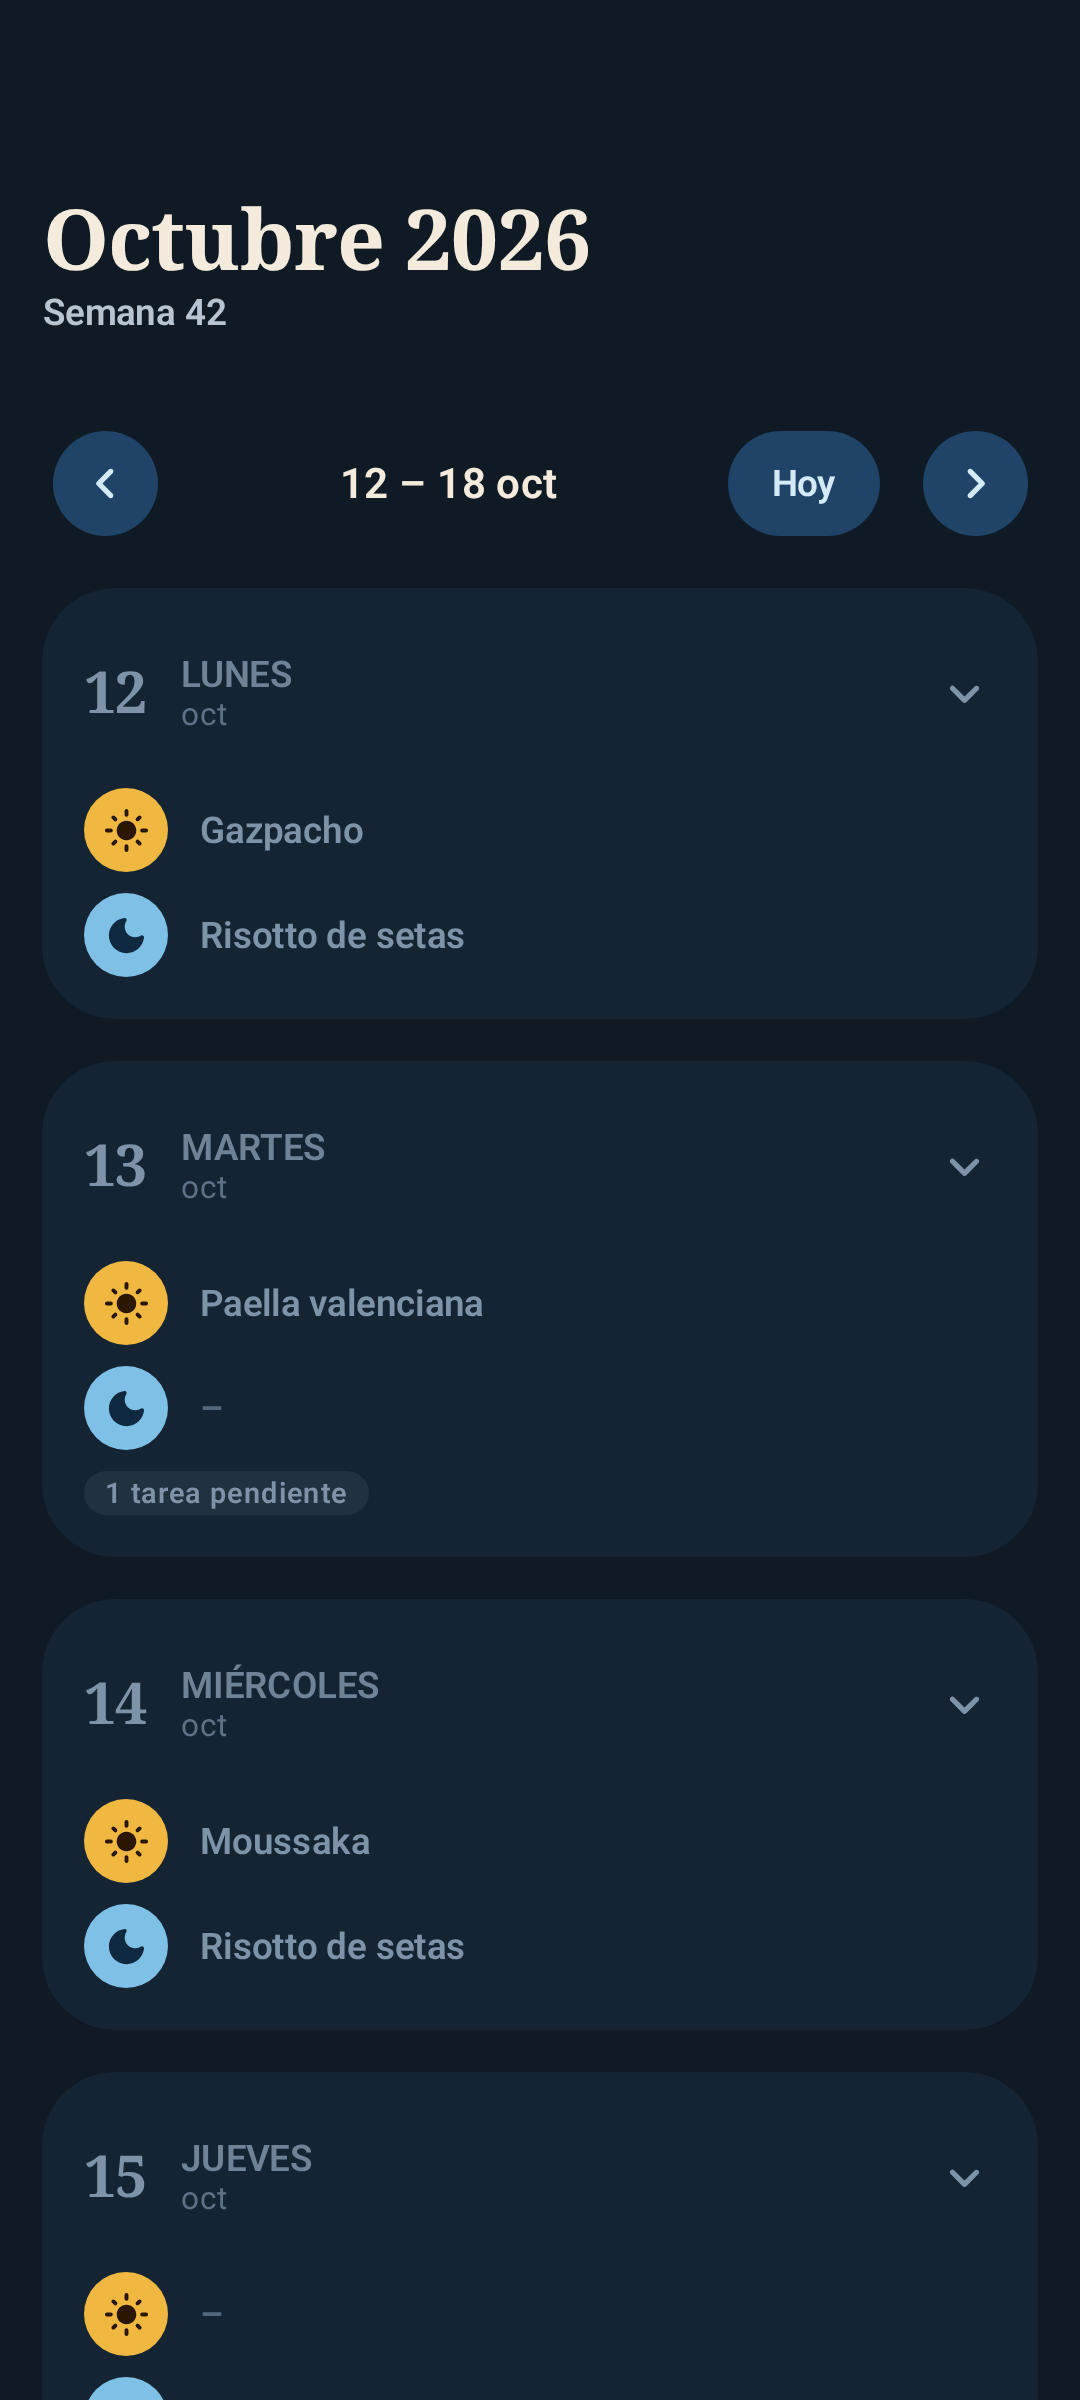 Octubre 2026
Semana 42
12 – 18 oct
Hoy
12
LUNES
oct
Gazpacho
Risotto de setas
13
MARTES
oct
Paella valenciana
–
1 tarea pendiente
14
MIÉRCOLES
oct
Moussaka
Risotto de setas
15
JUEVES
oct
–